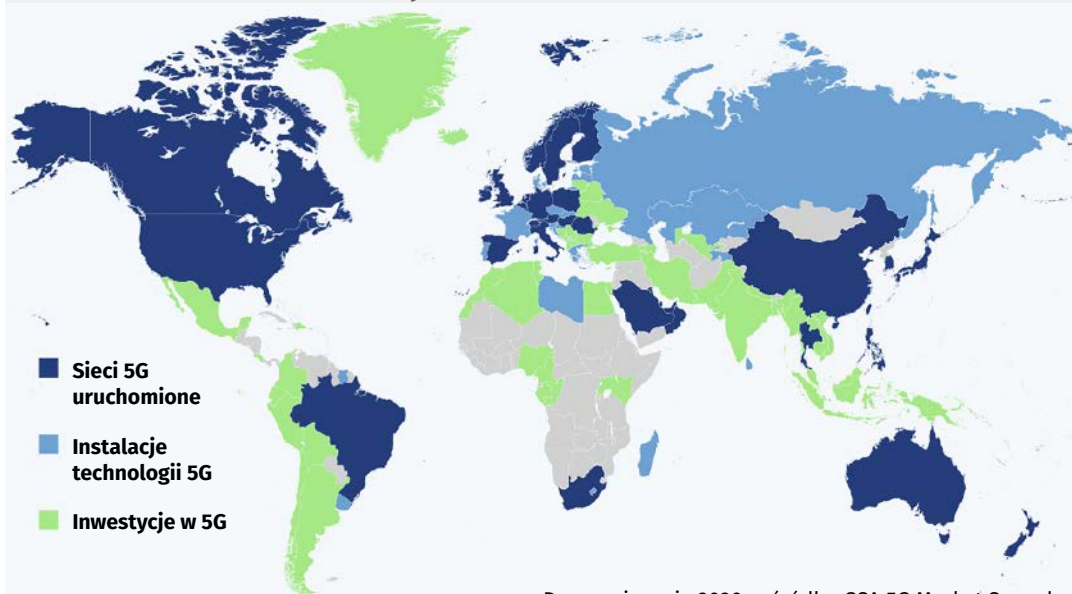 Sieci 5G
uruchomione
Instalacje
technologii 5G
Inwestycje w 5G